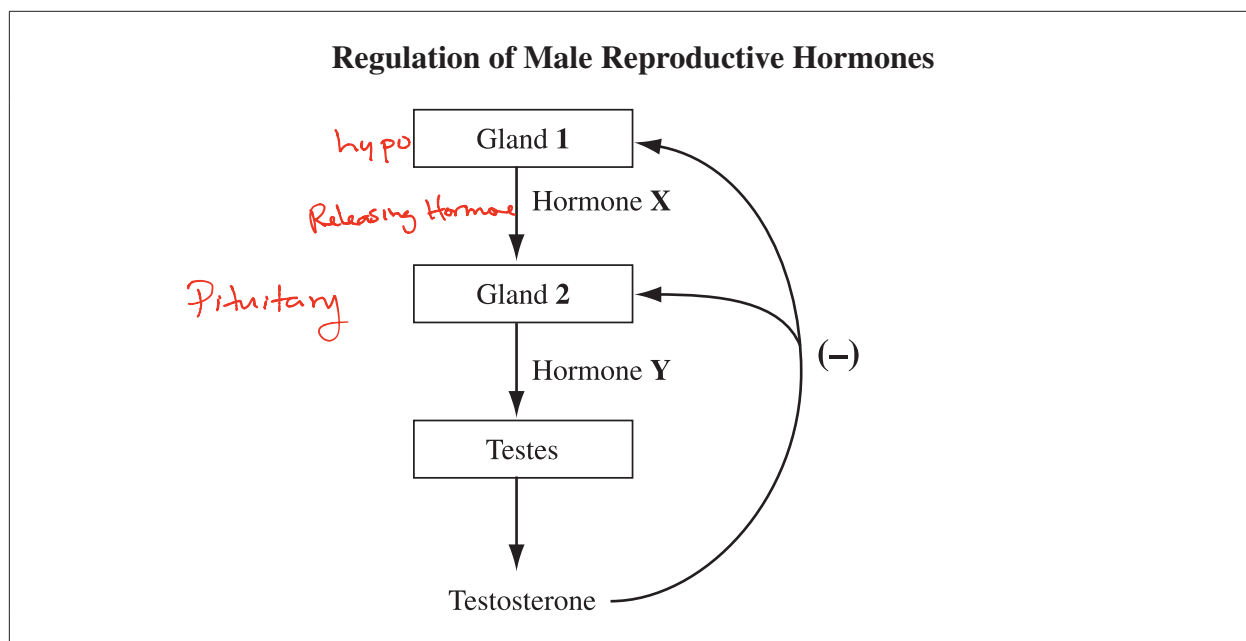 Regulation of Male Reproductive Hormones
hypo
Gland 1
Releasing Hormone
Hormone X
Pituitary
Gland 2
(–)
Hormone Y
Testes
Testosterone